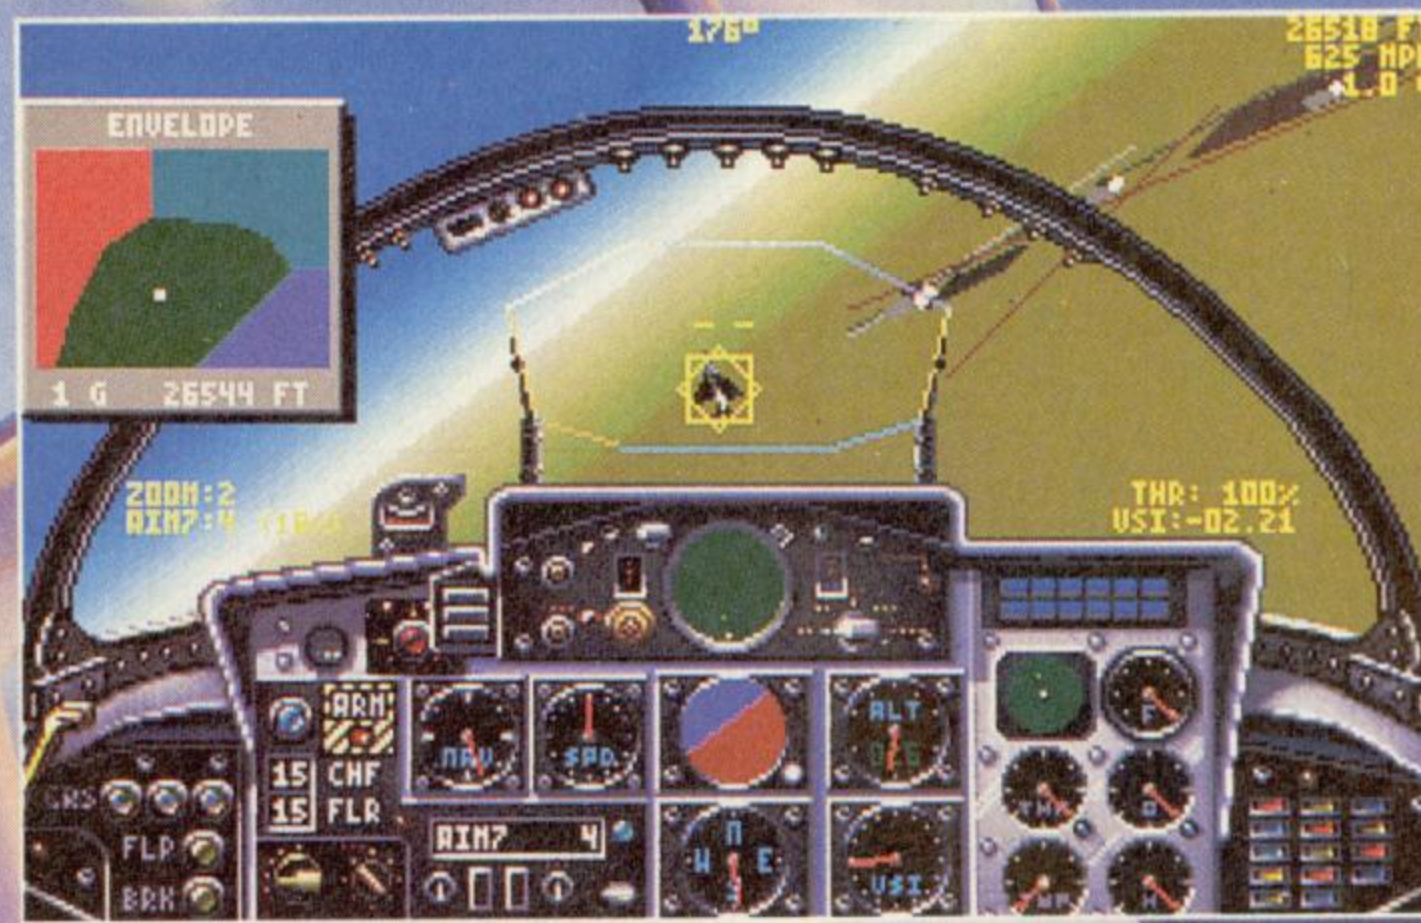 176°
26518 F
625 MP
1.0
ENVELOPE
1 G 26544 FT
ZOOM:2
AIM7:4
THR: 100%
VSI:-02.21
ARM
15 CHF
15 FLR
NAV
SPD
ALT
F
AIM7 4
N
W E
S
VSI
GRS
FLP
BRK